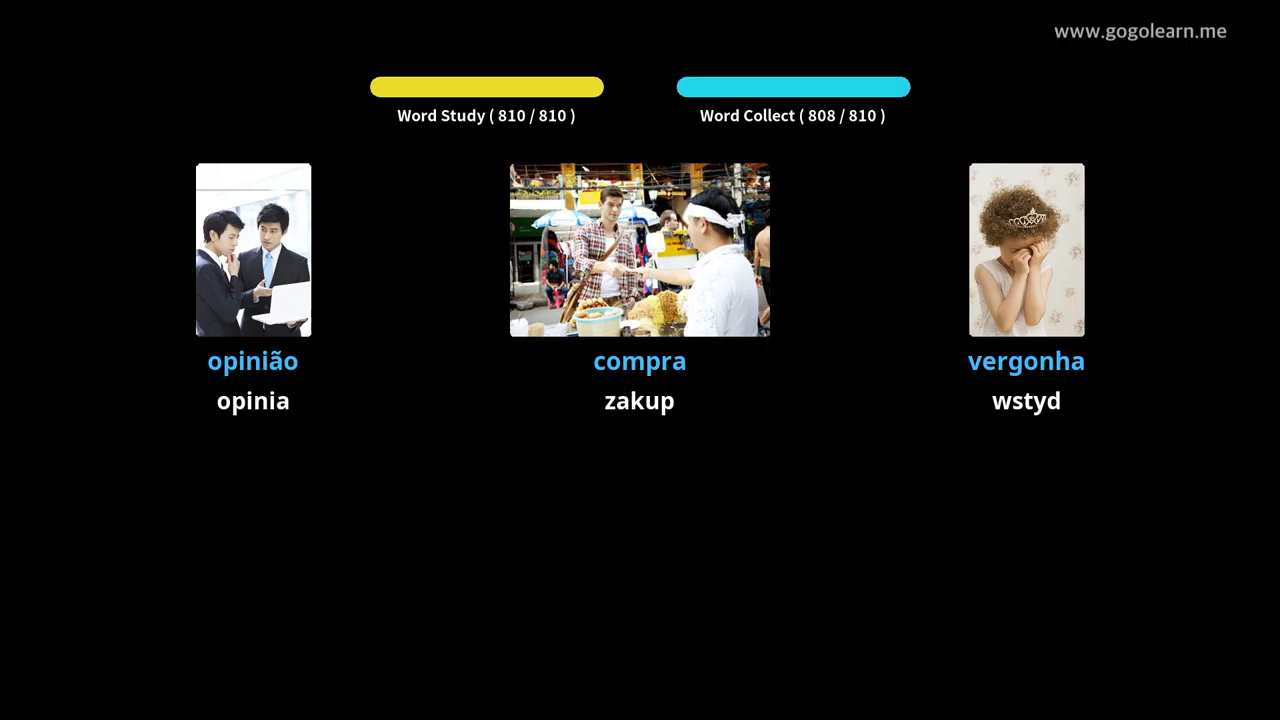 www.gogolearn.me
Word Study ( 810 / 810 )
Word Collect ( 808 / 810 )
opinião
compra
vergonha
opinia
zakup
wstyd